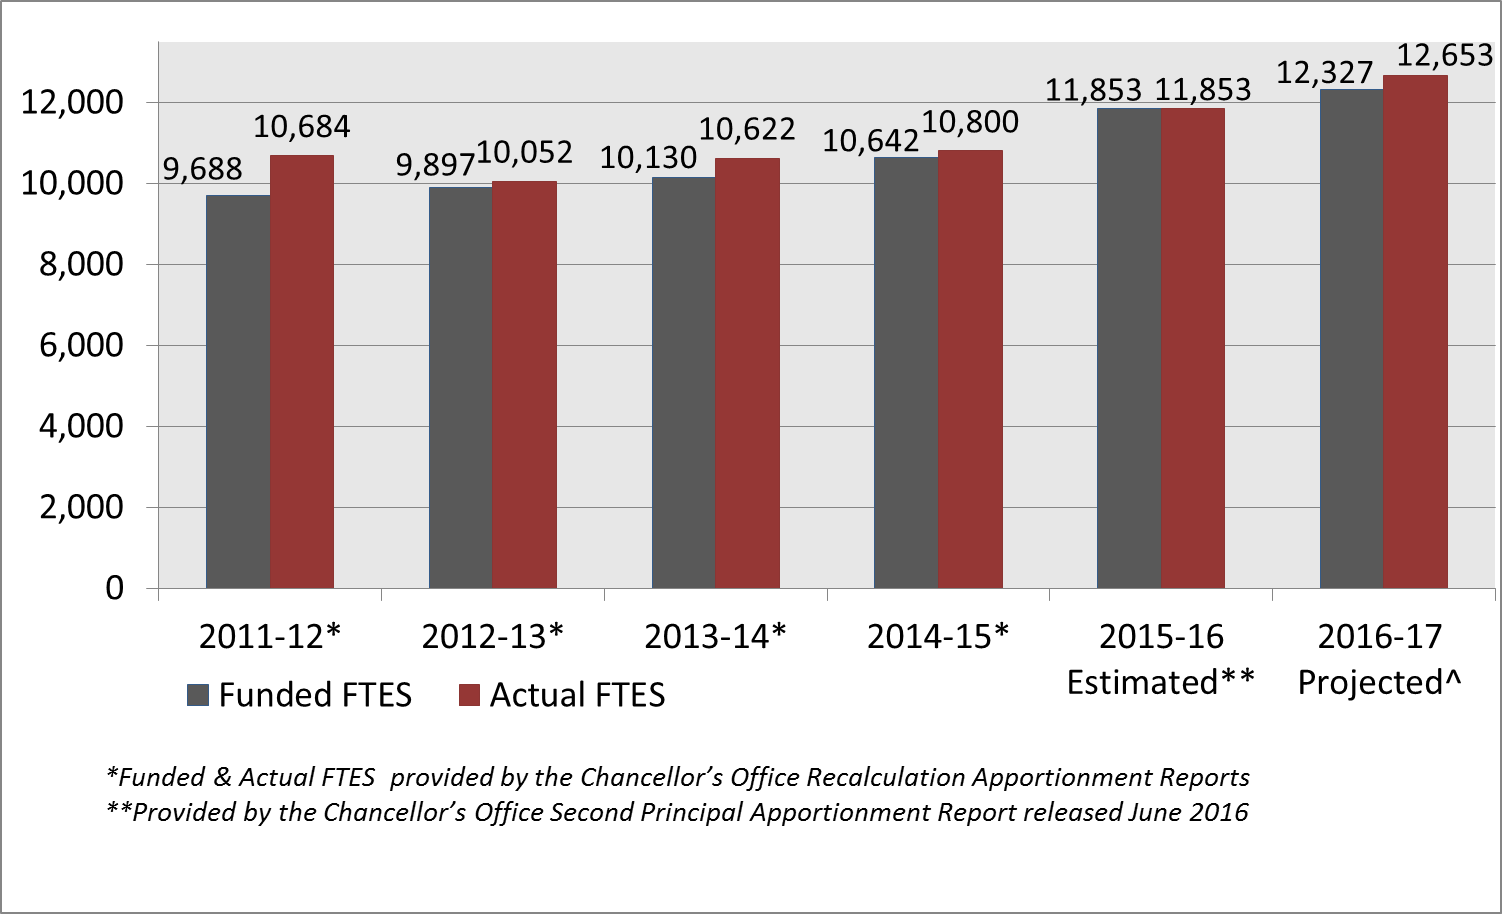 12,653
12,327
11,853 11,853
12,000
10,684 10,622 10,642 10,800
9,688 9,897 10,052 10,130
10,000
8,000
6,000
4,000
2,000
0
2011-12* 2012-13* 2013-14* 2014-15* 2015-16 2016-17
Estimated** Projected^
Funded FTES Actual FTES
*Funded & Actual FTES  provided by the Chancellor’s Office Recalculation Apportionment Reports
**Provided by the Chancellor’s Office Second Principal Apportionment Report released June 2016